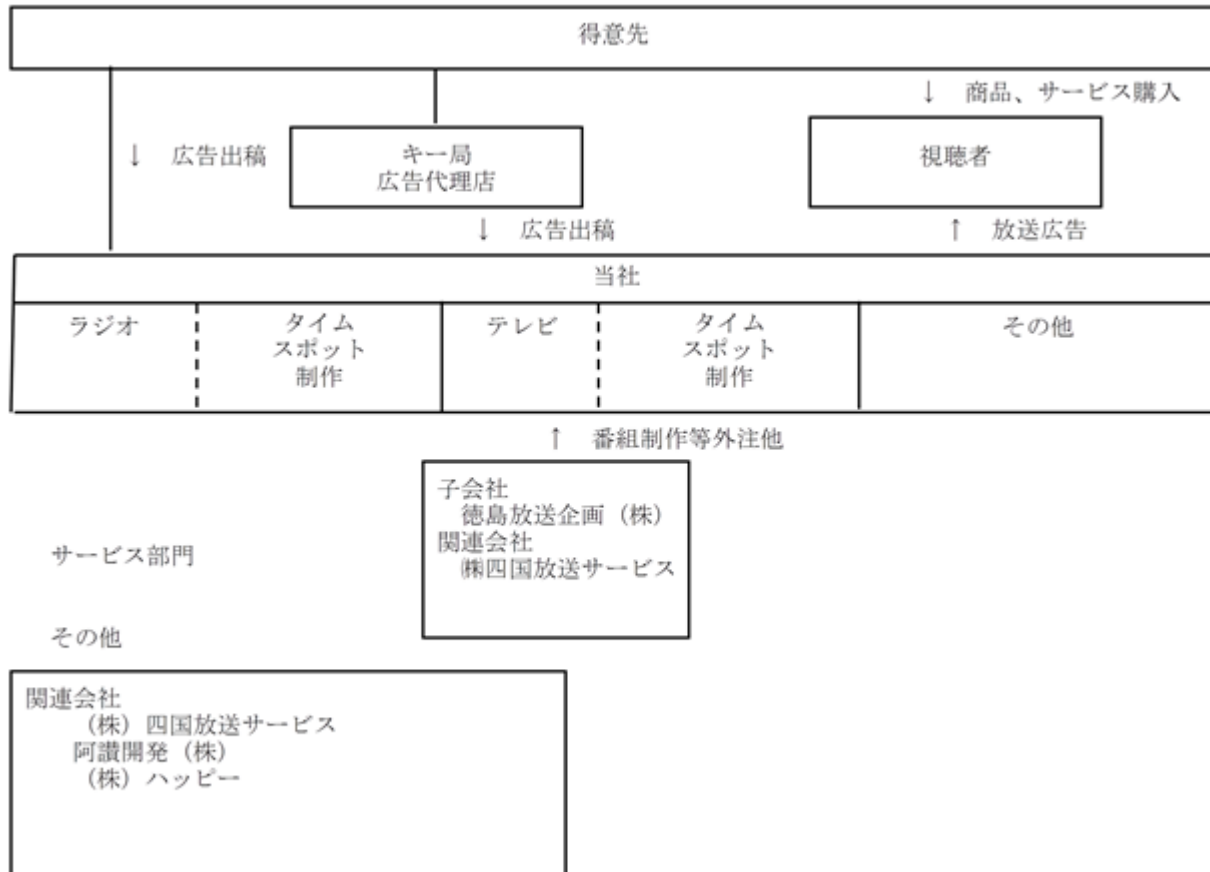 得意先
↓ 商品、サービス購入
↓ 広告出稿
キー局
広告代理店
視聴者
↓ 広告出稿
↑ 放送広告
当社
ラジオ
タイム
スポット
制作
テレビ
タイム
スポット
制作
その他
↑ 番組制作等外注他
子会社
徳島放送企画（株）
関連会社
㈱四国放送サービス
サービス部門
その他
関連会社
（株）四国放送サービス
阿讃開発（株）
（株）ハッピー